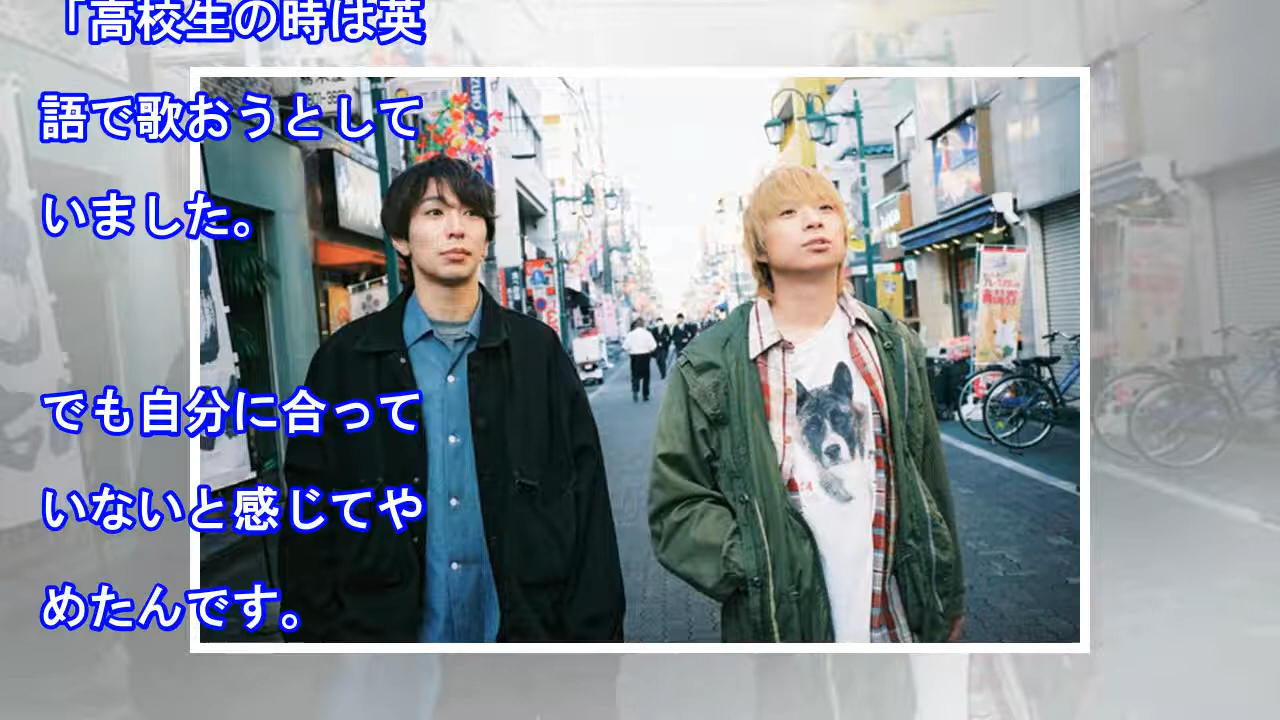 「高校生の時は英
語で歌おうとして
いました。
でも自分に合って
いないと感じてや
めたんです。